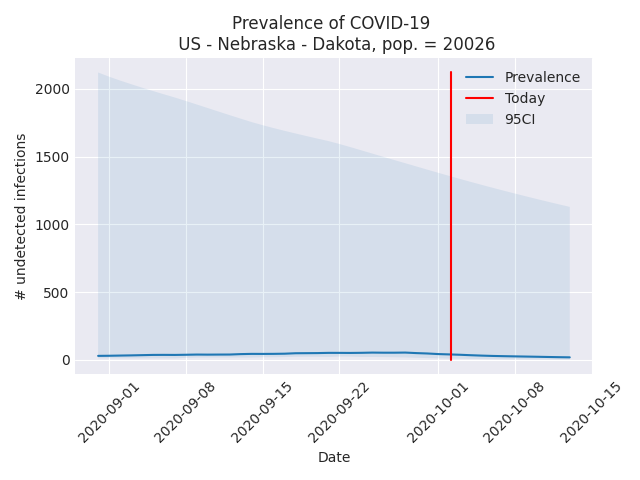 Prevalence of COVID-19
US - Nebraska - Dakota, pop. = 20026
Prevalence
Today
95CI
2000
1500
1000
500
0
# undetected infections
2020-09-01
2020-09-08
2020-09-15
2020-09-22
2020-10-01
2020-10-08
2020-10-15
Date